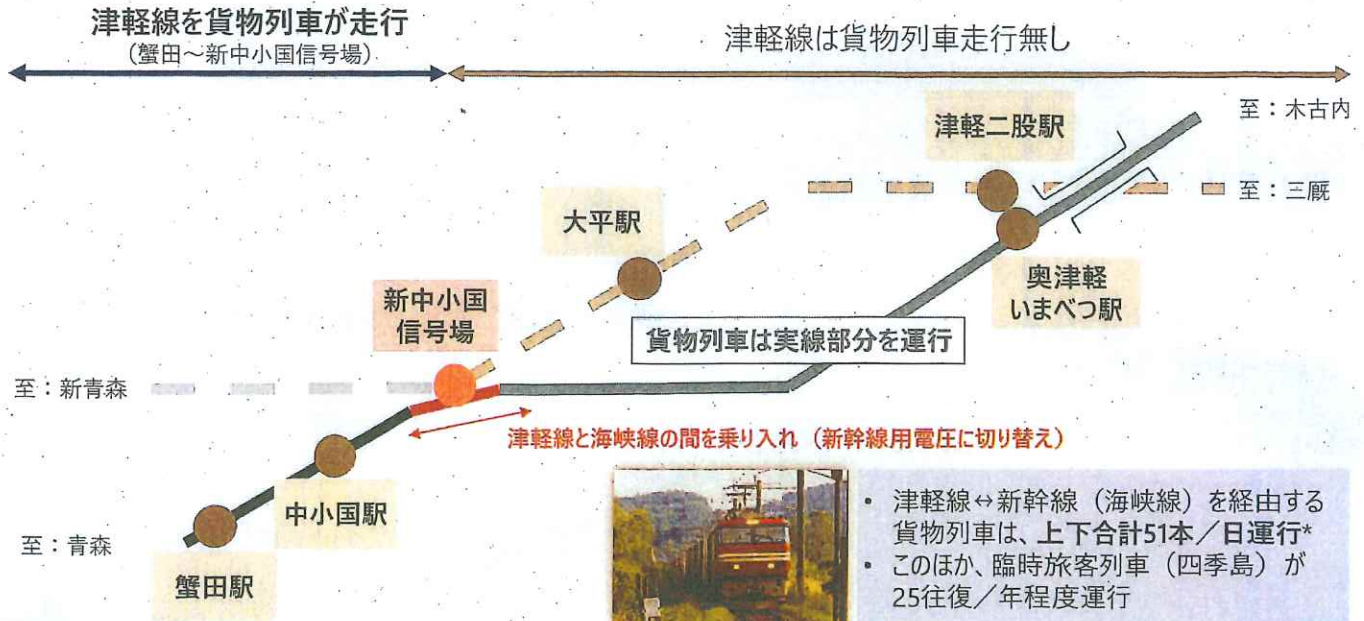 津軽線を貨物列車が走行
（蟹田～新中小国信号場）
津軽線は貨物列車走行無し
至：木古内
津軽二股駅
至：三厩
大平駅
奥津軽
いまべつ駅
新中小国
信号場
貨物列車は実線部分を運行
至：新青森
津軽線と海峡線の間を乗り入れ（新幹線用電圧に切り替え）
中小国駅
至：青森
蟹田駅
・ 津軽線↔新幹線（海峡線）を経由する
貨物列車は、上下合計51本／日運行*
・ このほか、臨時旅客列車（四季島）が
25往復／年程度運行